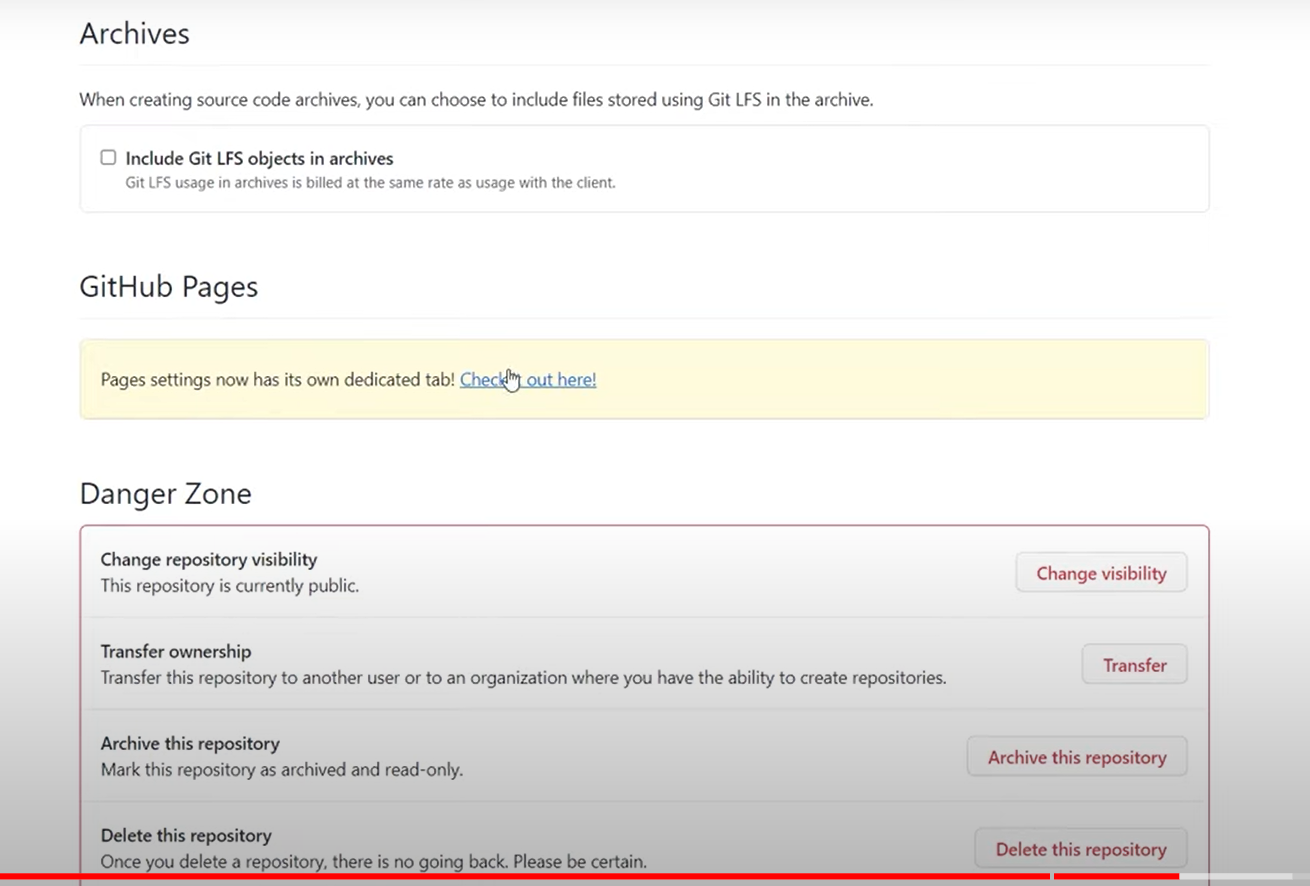 Archives
When creating source code archives, you can choose to include files stored using Git LFS in the archive.
Include Git LFS objects in archives
Git LFS usage in archives is billed at the same rate as usage with the client.
GitHub Pages
Pages settings now has its own dedicated tab! Check out here!
Danger Zone
Change repository visibility
This repository is currently public.
Change visibility
Transfer ownership
Transfer this repository to another user or to an organization where you have the ability to create repositories.
Transfer
Archive this repository
Mark this repository as archived and read-only.
Archive this repository
Delete this repository
Once you delete a repository, there is no going back. Please be certain.
Delete this repository